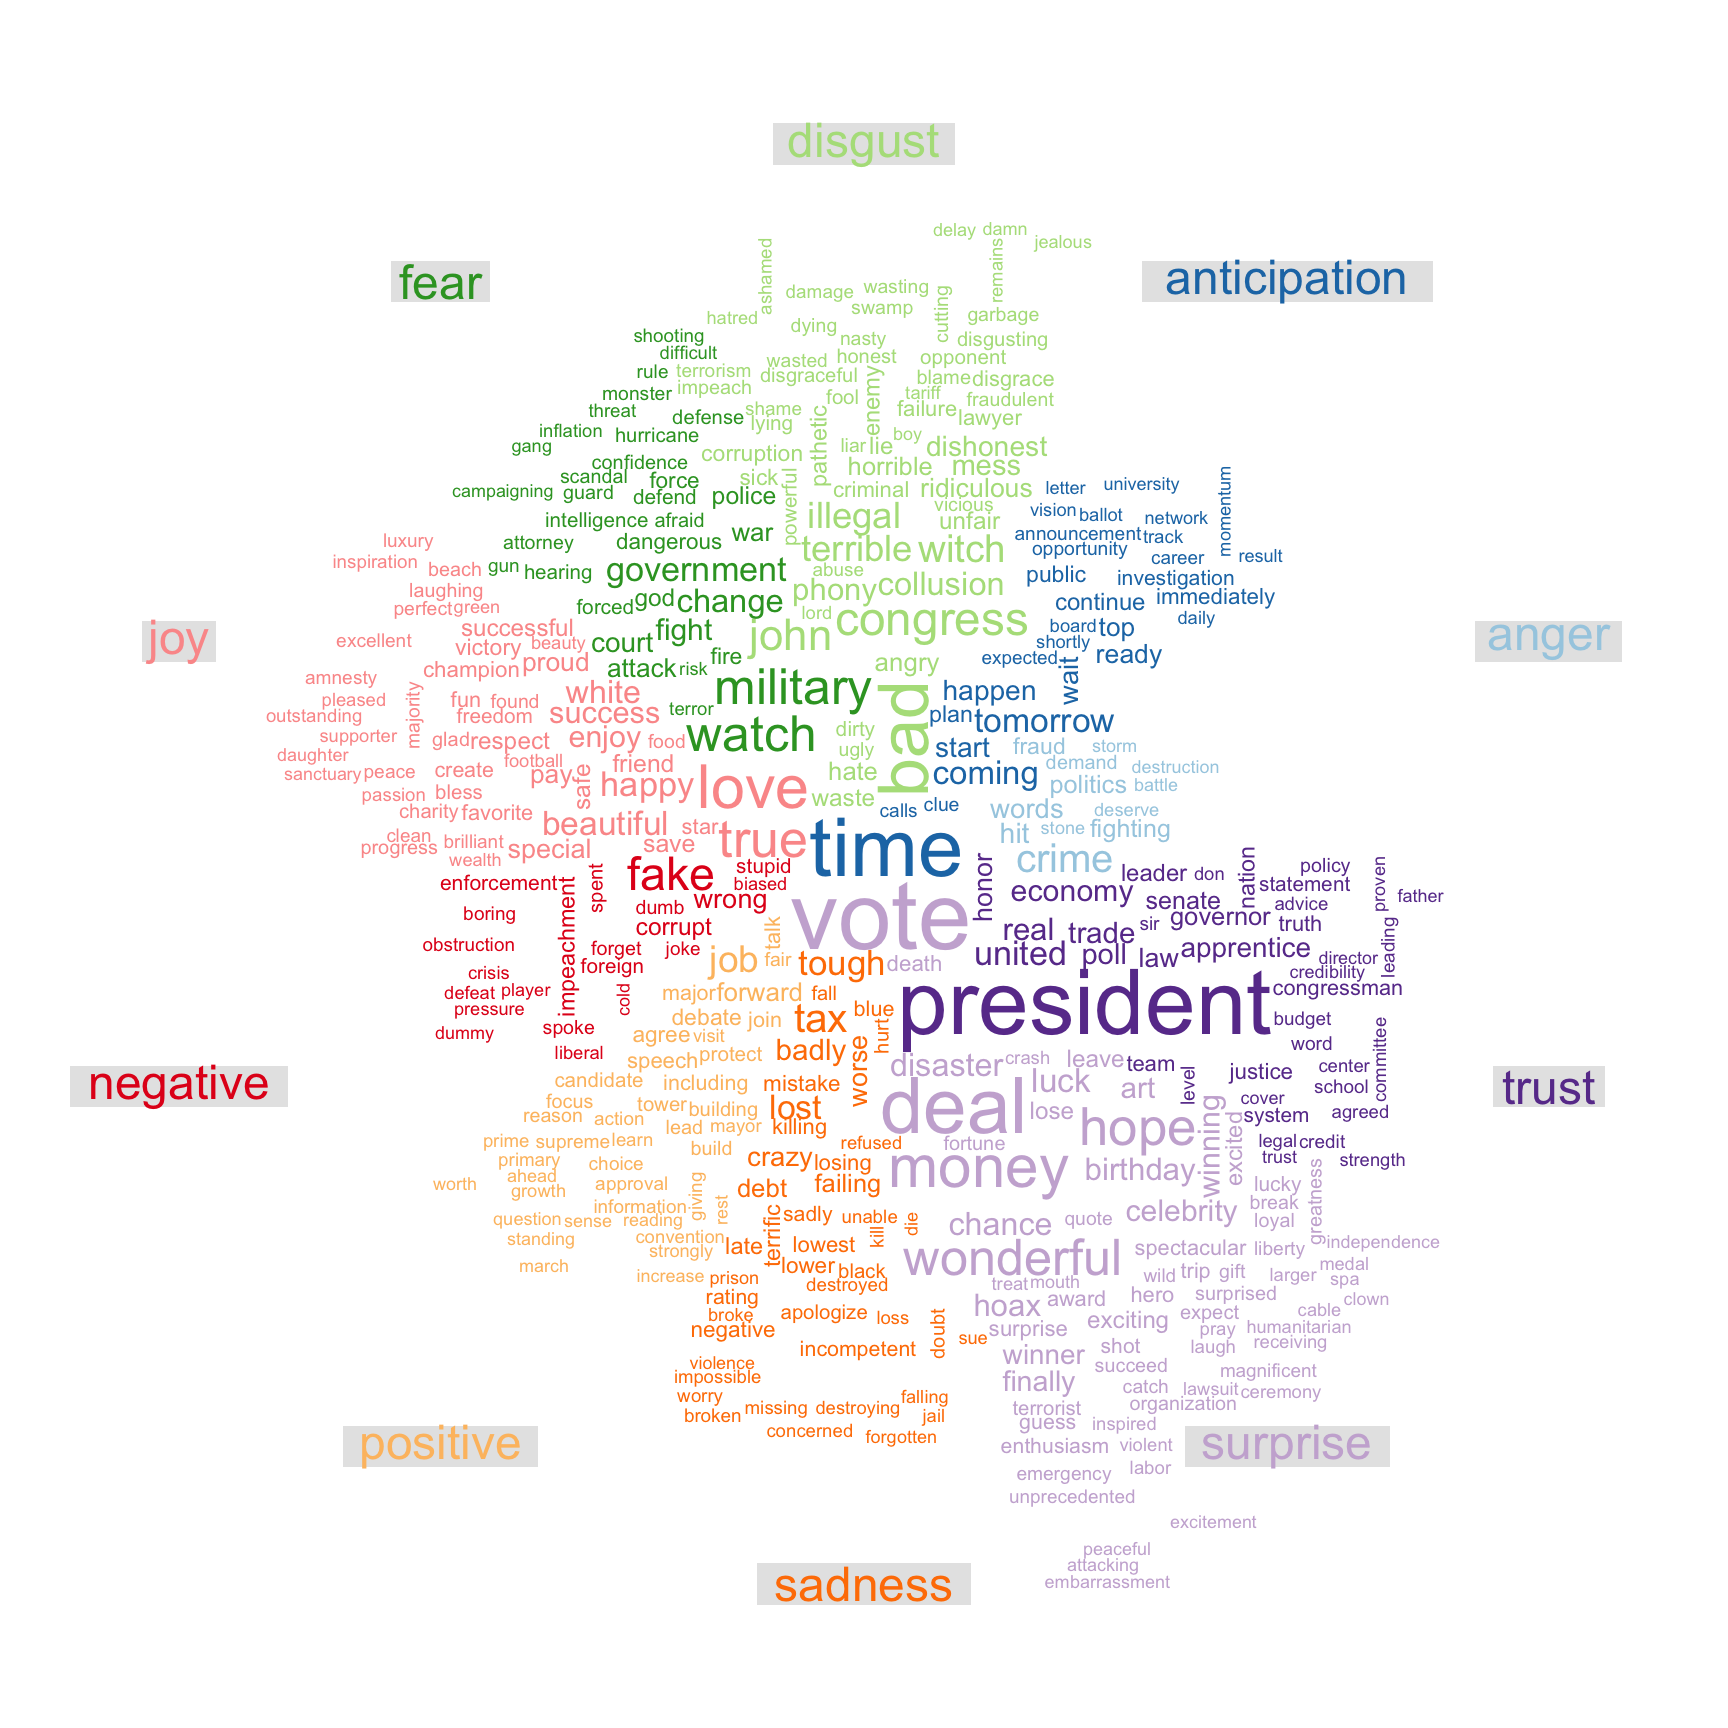 disgust
delay damn
jealous
ashamed
remains
fear
anticipation
damage wasting
swamp
cutting
garbage
hatred
dying
shooting
nasty
disgusting
difficult
wasted honest opponent
rule terrorism
disgraceful
blame disgrace
monster impeach
fool
enemy
tariff
fraudulent
threat
defense
shame
failure
lawyer
lying
pathetic
inflation
hurricane
boy
gang
liar lie
dishonest
confidence
corruption
horrible
mess
scandal
force
sick
powerful
criminal
ridiculous
letter university
momentum
campaigning guard defend police
illegal
vicious
vision ballot
intelligence afraid
unfair
network
war
announcement track
luxury
attorney
dangerous
terrible witch
opportunity
inspiration
career result
beach
gun hearing
government
abuse
public
investigation
laughing
phony collusion
perfect green
forced god change
lord
continue immediately
daily
congress
joy
successful
fight
john
board top
anger
excellent
victory beauty
court
shortly
fire
expected
ready
champion proud
attack risk
angry
wait
amnesty
military
bad
happen
pleased
majority
fun found
white
outstanding
freedom
success
terror
plan
tomorrow
supporter
glad respect
enjoy food
watch
dirty
start
fraud storm
daughter
football
ugly
demand
destruction
sanctuary peace
create
pay
safe
friend
hate
coming
politics battle
passion
bless
happy
love
waste
calls clue
words
deserve
charity favorite
clean
beautiful star
true
time
hit stone fighting
progress brilliant
special
save
wealth
crime
fake
stupid
honor
leader don
nation
policy
proven
enforcement
spent
biased
economy
statement
father
impeachment
wrong
senate
advice
boring
dumb
vote
governor
truth
corrupt
talk
real trade
sir
obstruction
forget
joke
job
fair
tough
death
united poll law
apprentice
leading
director
crisis
foreign
credibility
defeat player
cold
major forward
fall
president
congressman
pressure
blue
tax
debate join
budget
dummy
spoke
agree visit
hurt
word
committee
liberal
speech protect
badly
worse
disaster crash leave
team
center
negative
candidate including
mistake
luck
art
level
justice
school
trust
focus
tower building
lost
deal
lose
cover
reason action
hope
winning
system
agreed
lead mayor killing
prime supreme learn
refused
fortune
excited
legal credit
primary
build
crazy losing
trust
strength
choice
money
birthday
ahead
worth
growth
approval
giving
debt failing
lucky
greatness
information
rest
break
question sense reading
sadly unable
die
chance quote celebrity
loyal
standing
convention
kill
strongly
late
terrific
lowest
wonderful
spectacular liberty independence
march
lower black
medal
increase prison
destroyed
treat mouth
wild trip gift larger
spa
rating
hoax award hero surprised
clown
broke
apologize loss
expect
cable
negative
doubt
sue
surprise exciting
pray humanitarian
incompetent
shot
laugh receiving
violence
winner
impossible
succeed
magnificent
worry
finally
catch lawsuit ceremony
falling
broken
missing destroying
jail
terrorist
organization
concerned
forgotten
guess inspired
positive
enthusiasm violent
surprise
emergency
labor
unprecedented
excitement
peaceful
attacking
embarrassment
sadness